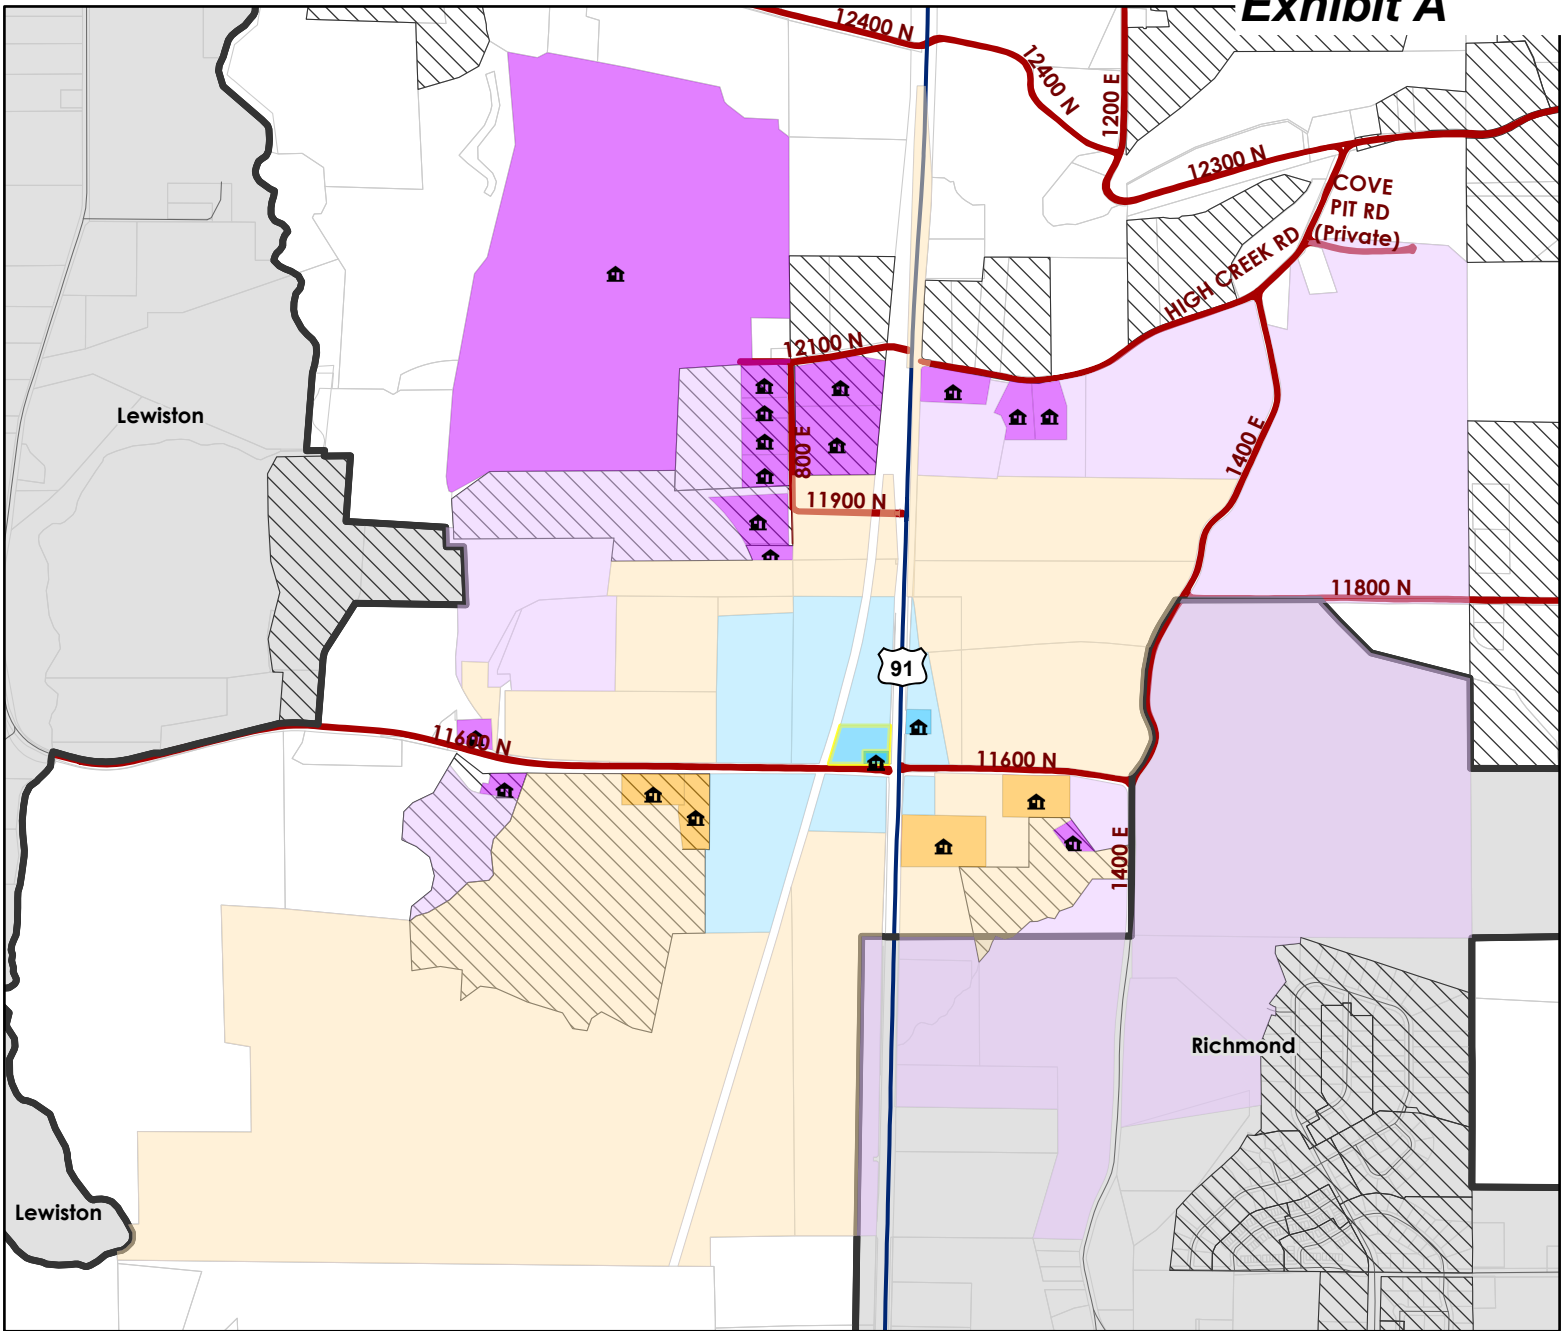 Exhibit A
12400 N
12400 N
1200 E
12300 N
COVE
PIT RD
(Private)
HIGH CREEK RD
12100 N
Lewiston
800 E
1400 E
11900 N
11800 N
91
11600 N
11600 N
1400 E
Richmond
Lewiston